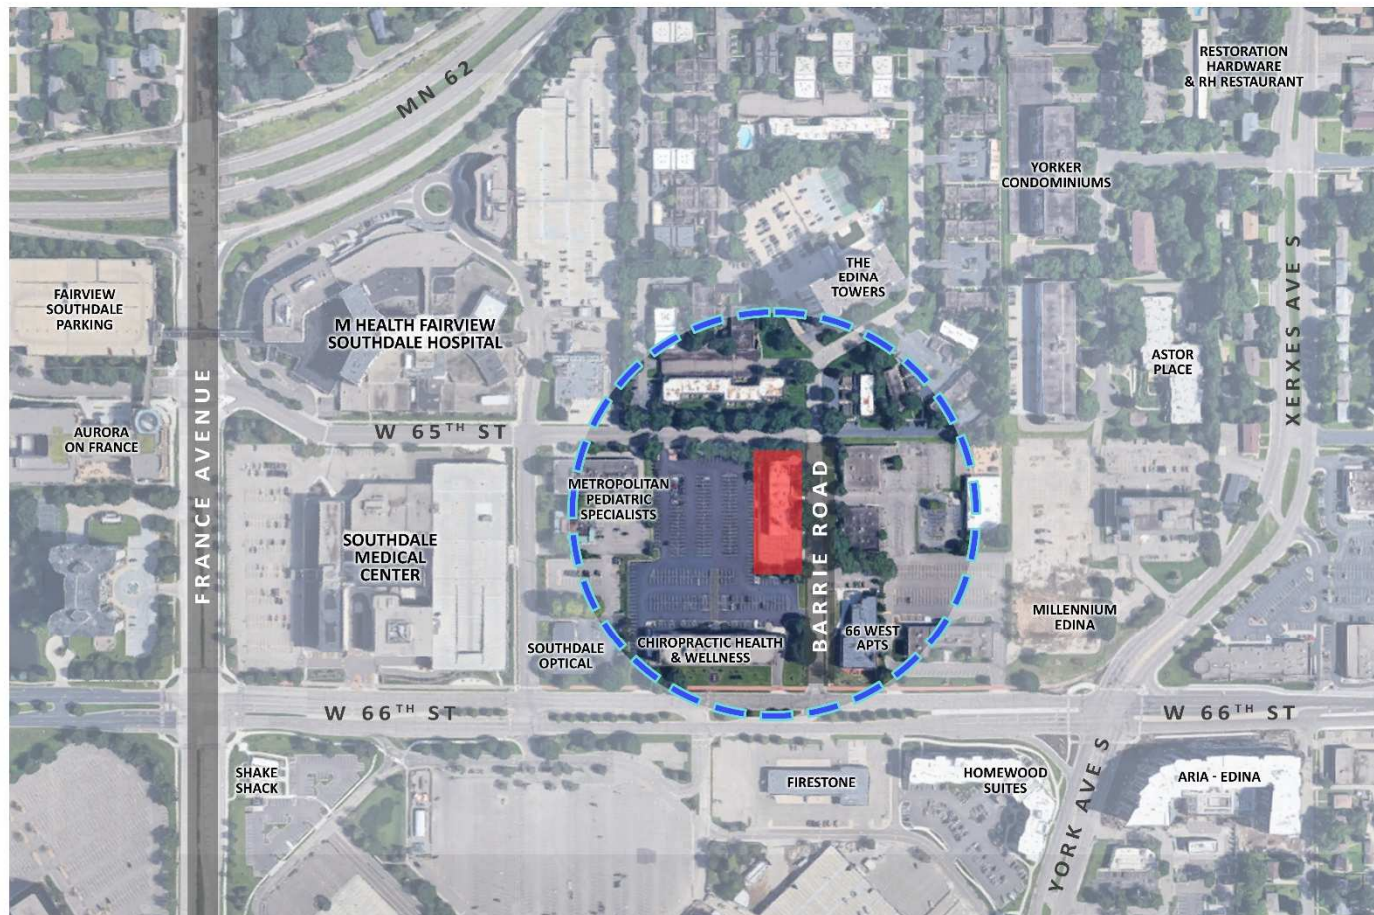 MN 62
RESTORATION
HARDWARE
& RH RESTAURANT
YORKER
CONDOMINIUMS
THE
EDINA
TOWERS
XERXES AVE S
FAIRVIEW
SOUTHDALE
PARKING
M HEALTH FAIRVIEW
SOUTHDALE HOSPITAL
ASTOR
PLACE
FRANCE AVENUE
AURORA
ON FRANCE
W 65TH ST
METROPOLITAN
PEDIATRIC
SPECIALISTS
BARRIE ROAD
SOUTHDALE
MEDICAL
CENTER
MILLENNIUM
EDINA
SOUTHDALE
OPTICAL
CHIROPRACTIC HEALTH
& WELLNESS
66 WEST
APTS
W 66TH ST
W 66TH ST
SHAKE
SHACK
FIRESTONE
HOMEWOOD
SUITES
YORK AVE S
ARIA - EDINA